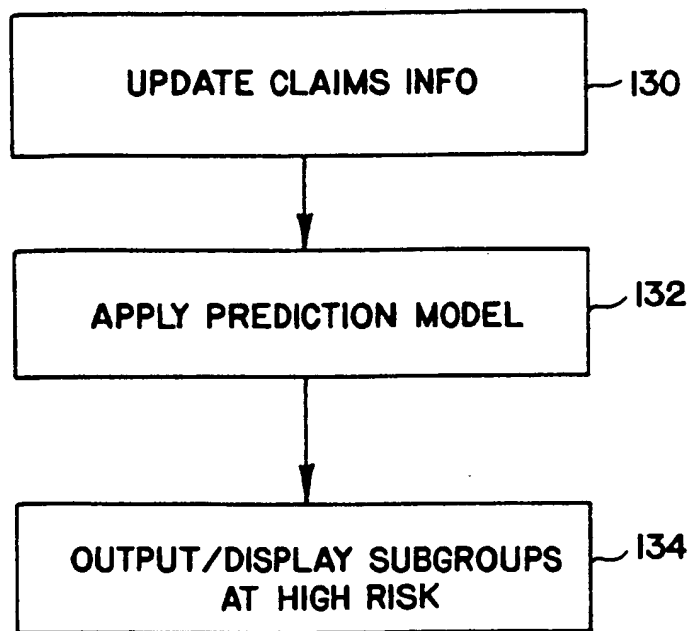 UPDATE CLAIMS INFO
130
APPLY PREDICTION MODEL
132
OUTPUT/DISPLAY SUBGROUPS
AT HIGH RISK
134